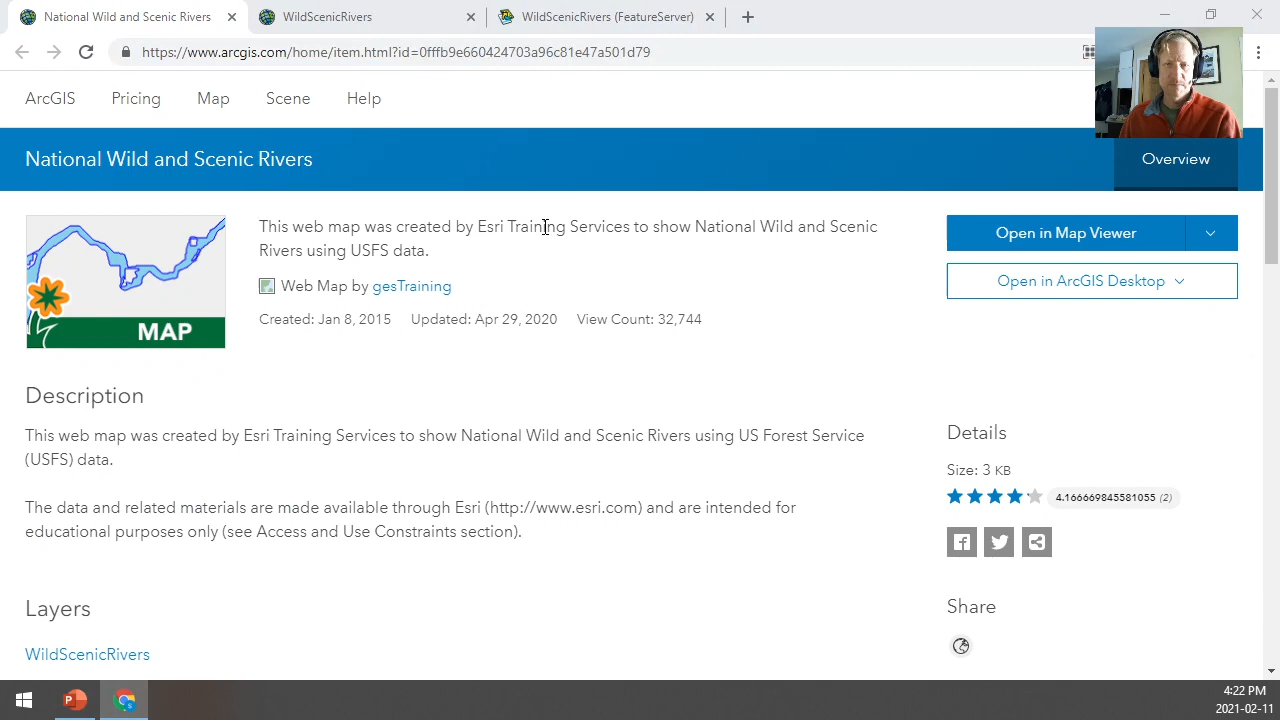 National Wild and Scenic Rivers
WildScenicRivers
WildScenicRivers (FeatureServer)
https://www.arcgis.com/home/item.html?id=0fffb9e660424703a96c81e47a501d79
ArcGIS Pricing Map Scene Help
National Wild and Scenic Rivers
Overview
MAP
This web map was created by Esri Training Services to show National Wild and Scenic
Rivers using USFS data.
Web Map by gesTraining
Created: Jan 8, 2015 Updated: Apr 29, 2020 View Count: 32,744
Open in Map Viewer
Open in ArcGIS Desktop
Description
This web map was created by Esri Training Services to show National Wild and Scenic Rivers using US Forest Service
(USFS) data.
The data and related materials are made available through Esri (http://www.esri.com) and are intended for
educational purposes only (see Access and Use Constraints section).
Details
Size: 3 KB
4.166669845581055 (2)
Share
Layers
WildScenicRivers
4:22 PM
2021-02-11